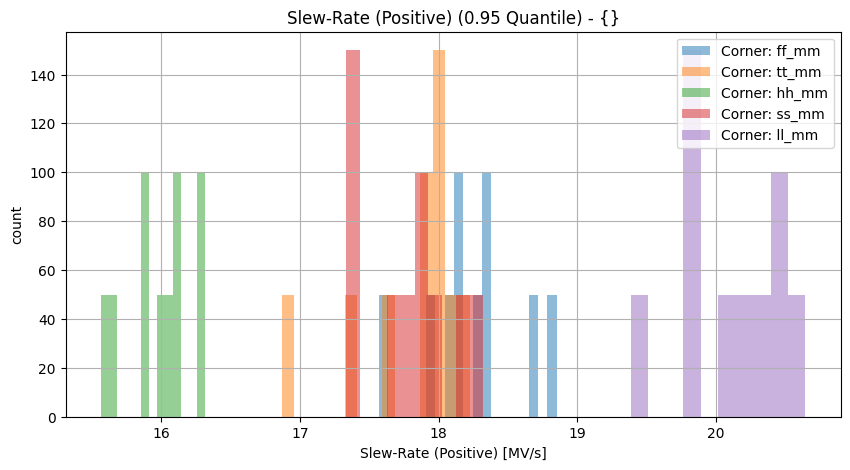 Slew-Rate (Positive) (0.95 Quantile) - {}
Corner: ff_mm
Corner: tt_mm
Corner: hh_mm
Corner: ss_mm
Corner: ll_mm
count
140
120
100
80
60
40
20
0
16 17 18 19 20
Slew-Rate (Positive) [MV/s]